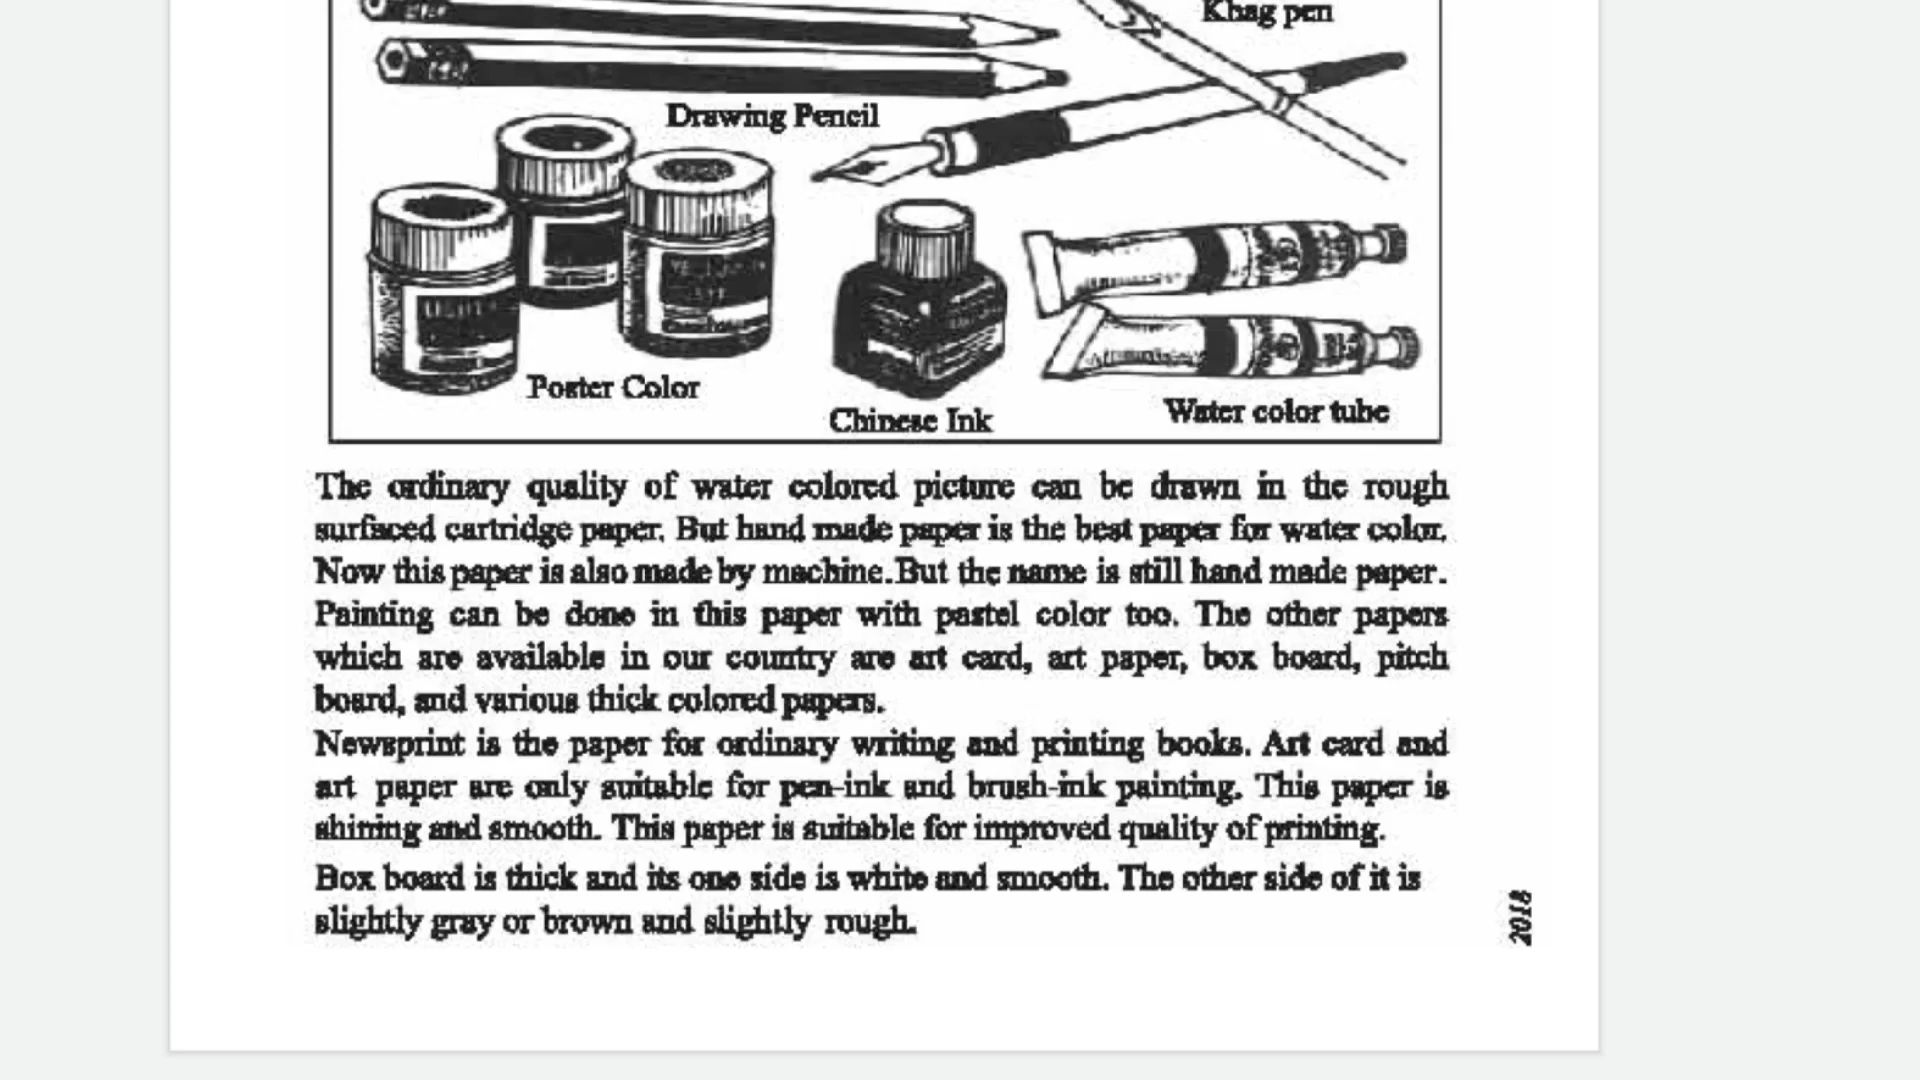 Khag pen
Drawing Pencil
Poster Color
Chinese Ink
Water color tube
The ordinary quality of water colored picture can be drawn in the rough
surfaced cartridge paper. But hand made paper is the best paper for water color.
Now this paper is also made by machine.But the name is still hand made paper.
Painting can be done in this paper with pastel color too. The other papers
which are available in our country are art card, art paper, box board, pitch
board, and various thick colored papers.
Newsprint is the paper for ordinary writing and printing books. Art card and
art paper are only suitable for pen-ink and brush-ink painting. This paper is
shining and smooth. This paper is suitable for improved quality of printing.
Box board is thick and its one side is white and smooth. The other side of it is
slightly gray or brown and slightly rough.
2018